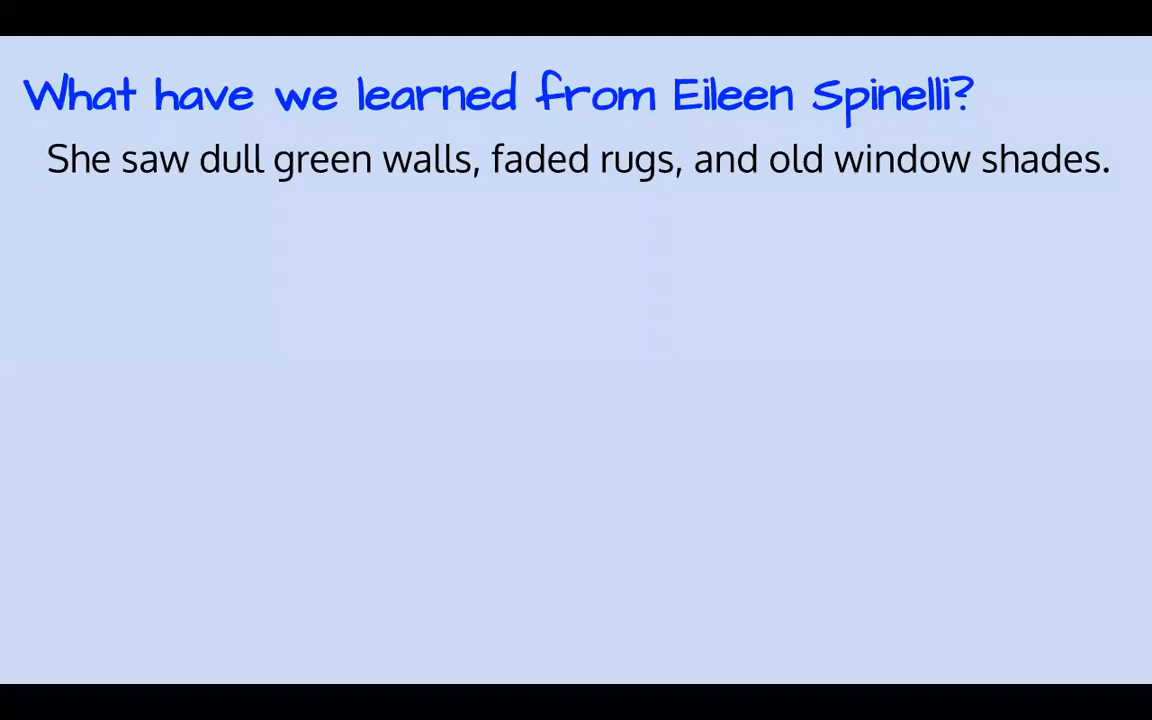 What have we learned from Eileen Spinelli?
She saw dull green walls, faded rugs, and old window shades.